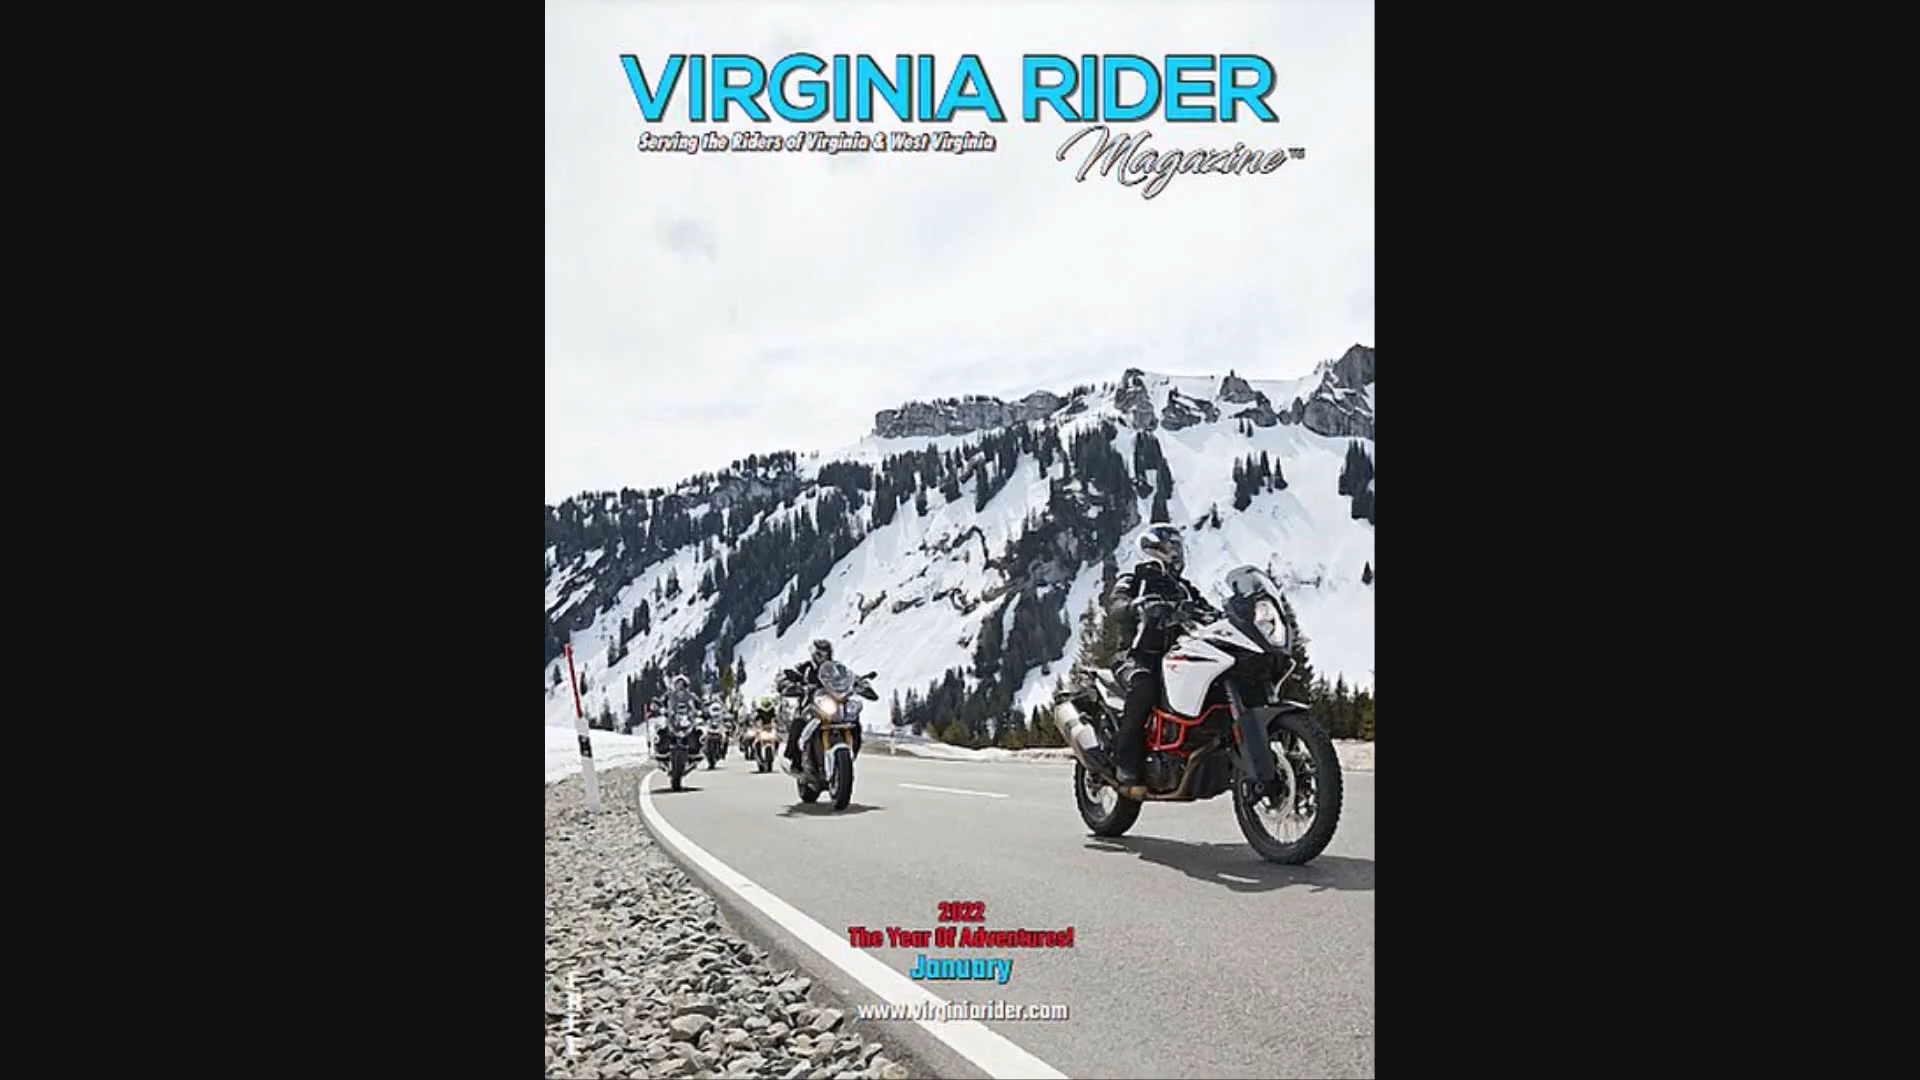 VIRGINIA RIDER
Serving the Riders of Virginia & West Virginia
Magazine™
2022
The Year Of Adventures!
January
www.virginiarider.com